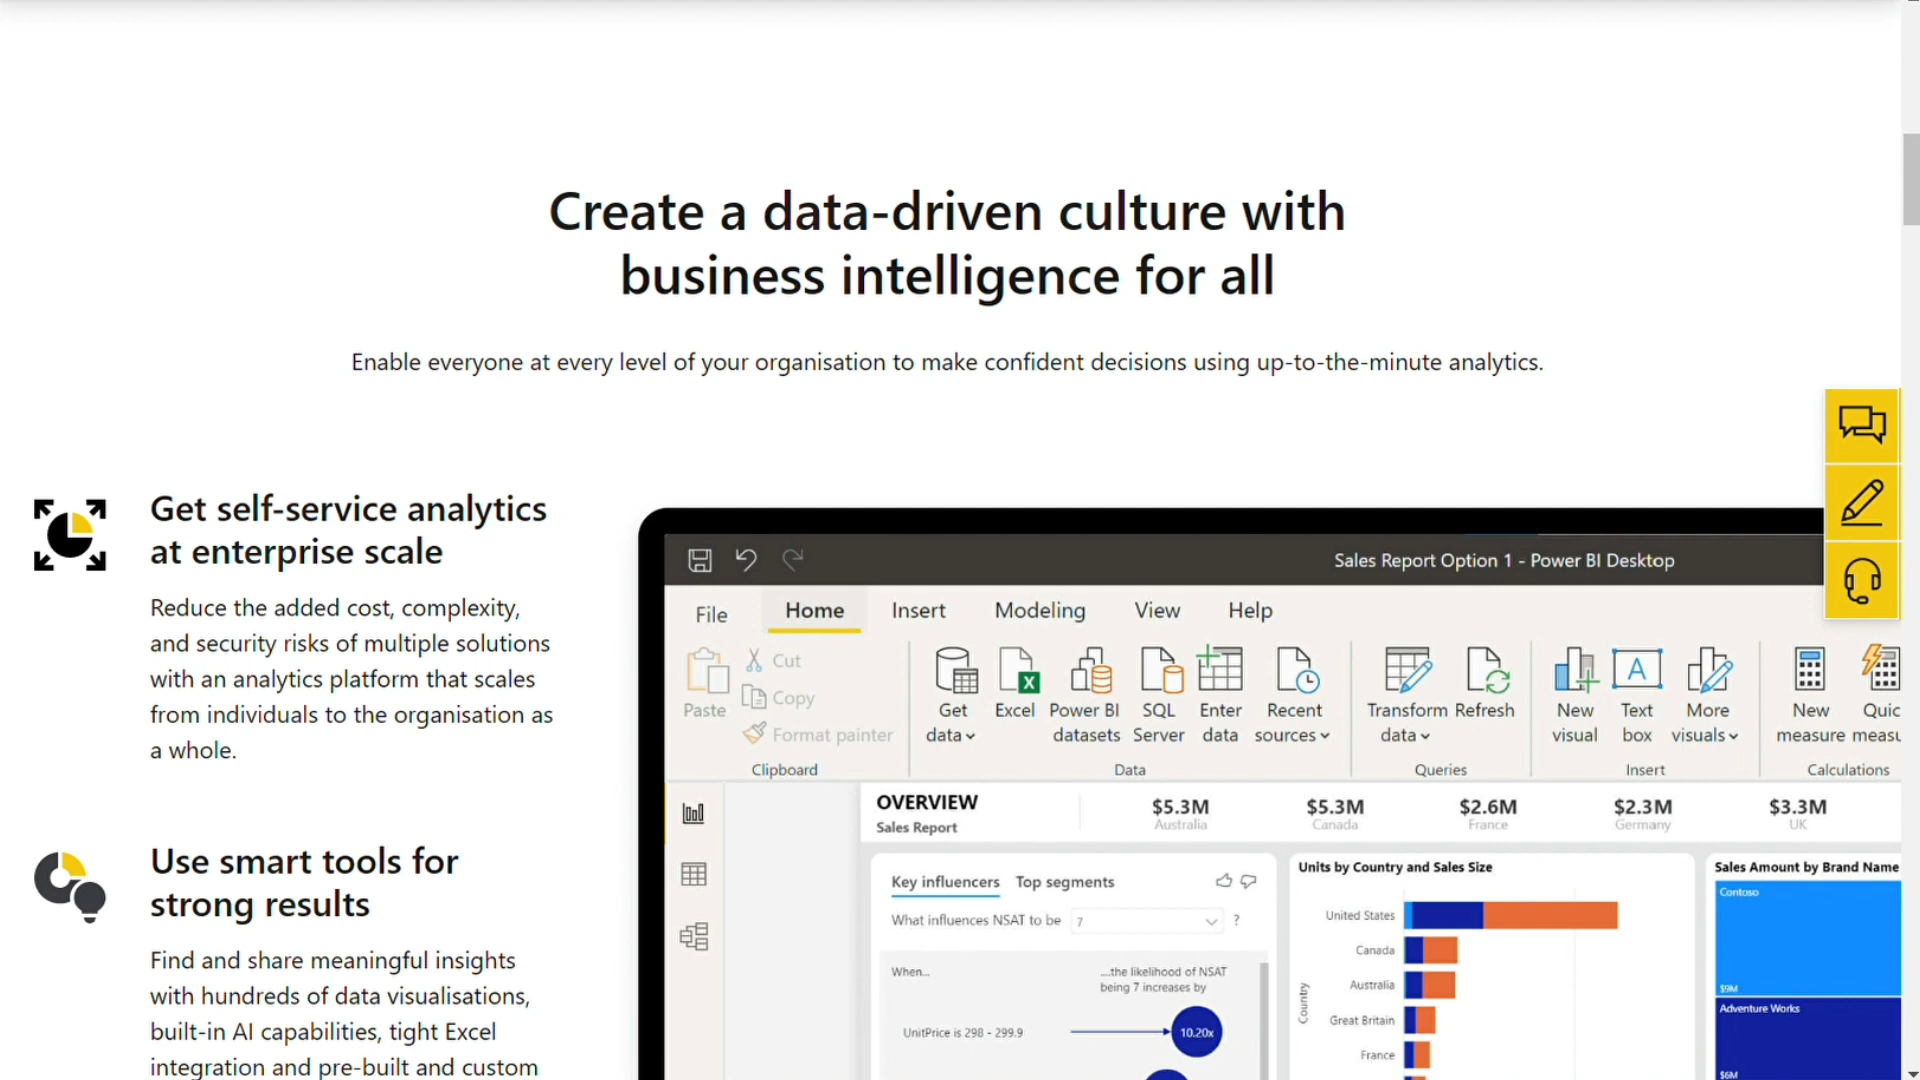 Create a data-driven culture with
business intelligence for all
Enable everyone at every level of your organisation to make confident decisions using up-to-the-minute analytics.
Get self-service analytics
at enterprise scale
Reduce the added cost, complexity,
and security risks of multiple solutions
with an analytics platform that scales
from individuals to the organisation as
a whole.
Use smart tools for
strong results
Find and share meaningful insights
with hundreds of data visualisations,
built-in AI capabilities, tight Excel
integration and pre-built and custom
Sales Report Option 1 - Power BI Desktop
File Home Insert Modeling View Help
Paste
Cut
Copy
Format painter
Clipboard
Get data
Excel
Power BI datasets
SQL Server
Enter data
Recent sources
Data
Transform data
Refresh
Queries
New visual
A
Text box
More visuals
Insert
New measure
Quic
measu
Calculations
OVERVIEW
Sales Report
$5.3M
Australia
$5.3M
Canada
$2.6M
France
$2.3M
Germany
$3.3M
UK
Key influencers Top segments
What influences NSAT to be 7 ?
When...
....the likelihood of NSAT
being 7 increases by
UnitPrice is 298 - 299.9
10.20x
Units by Country and Sales Size
Country
United States
Canada
Australia
Great Britain
France
Sales Amount by Brand Name
Contoso
$9M
Adventure Works
$6M